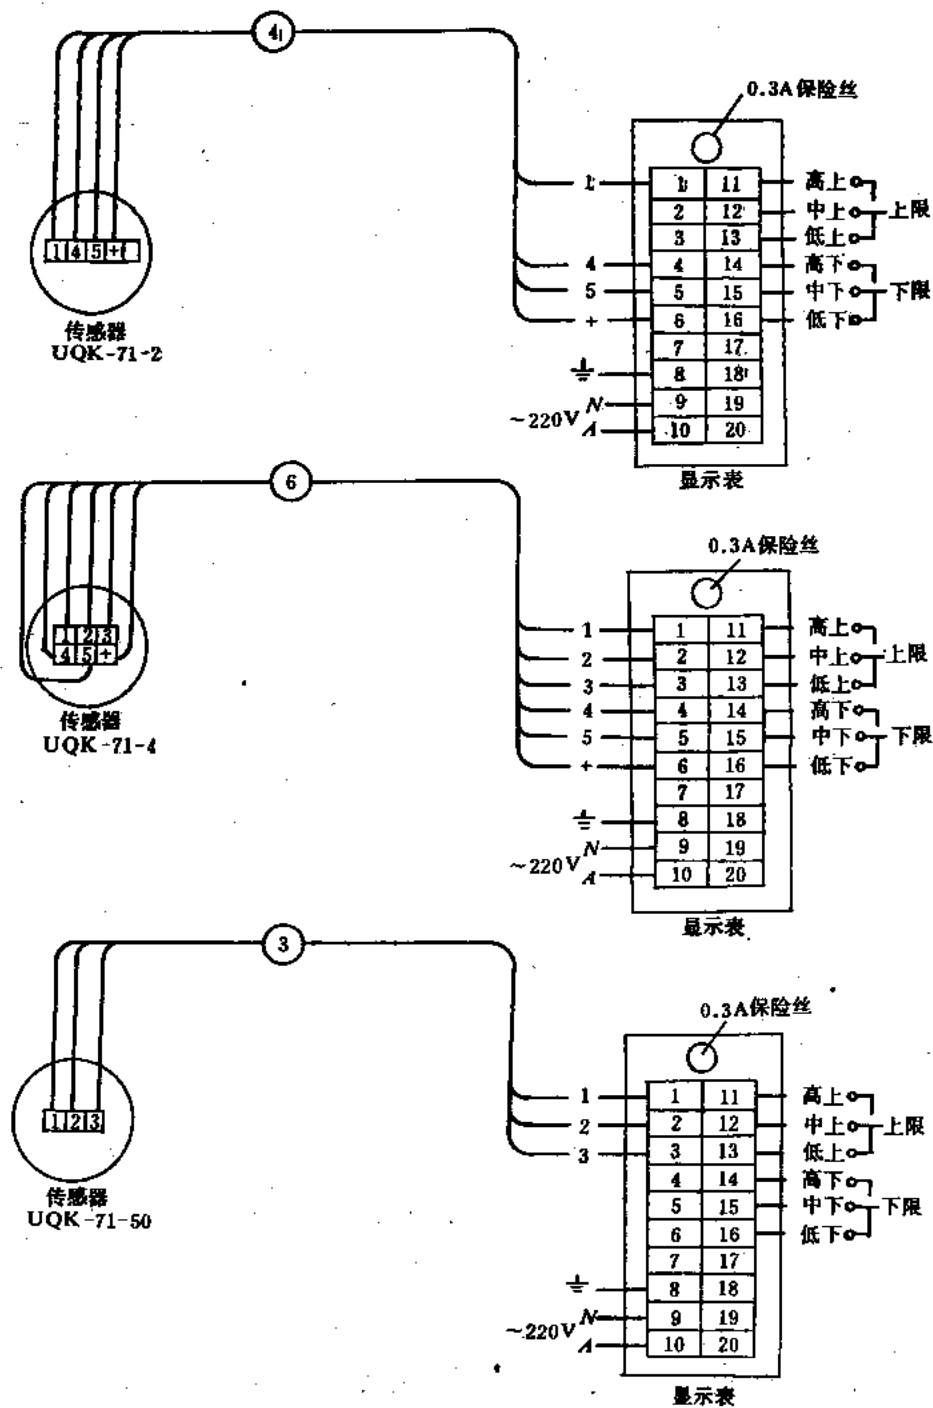 4
0.3A保险丝
1 1 11 高上
2 12 中上 上限
3 13 低上
4 4 14 高下
5 5 15 中下 下限
+ 6 16 低下
7 17
8 18
N 9 19
~220V
A 10 20
显示表
1 4 5 +
传感器
UQK-71-2
6
0.3A保险丝
1 1 11 高上
2 2 12 中上 上限
3 3 13 低上
4 4 14 高下
5 5 15 中下 下限
+ 6 16 低下
7 17
8 18
N 9 19
~220V
A 10 20
显示表
1 2 3
4 5 +
传感器
UQK-71-4
3
0.3A保险丝
1 1 11 高上
2 2 12 中上 上限
3 3 13 低上
4 14 高下
5 15 中下 下限
6 16 低下
7 17
8 18
N 9 19
~220V
A 10 20
显示表
1 2 3
传感器
UQK-71-50